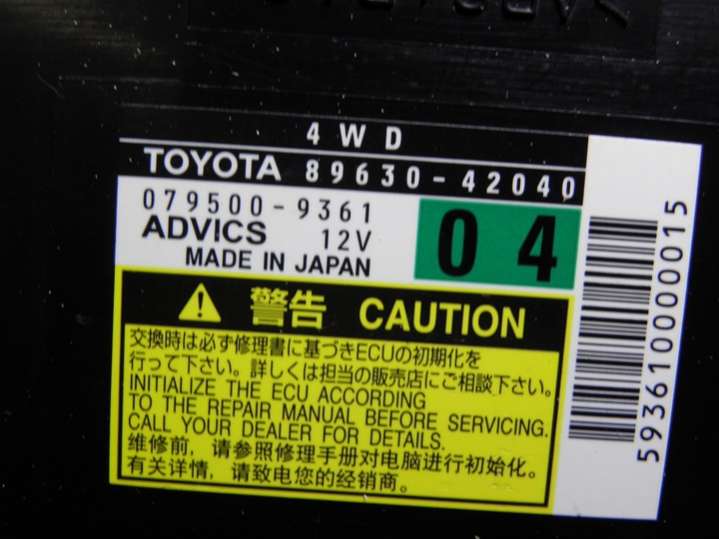 4WD
TOYOTA 89630-42040
079500-9361
ADVICS 12V
MADE IN JAPAN
04
警告 CAUTION
交換時は必ず修理書に基づきECUの初期化を
行って下さい。詳しくは担当の販売店にご相談下さい。
INITIALIZE THE ECU ACCORDING
TO THE REPAIR MANUAL BEFORE SERVICING.
CALL YOUR DEALER FOR DETAILS.
维修前，请参照修理手册对电脑进行初始化。
有关详情，请致电您的经销商。
593610000015